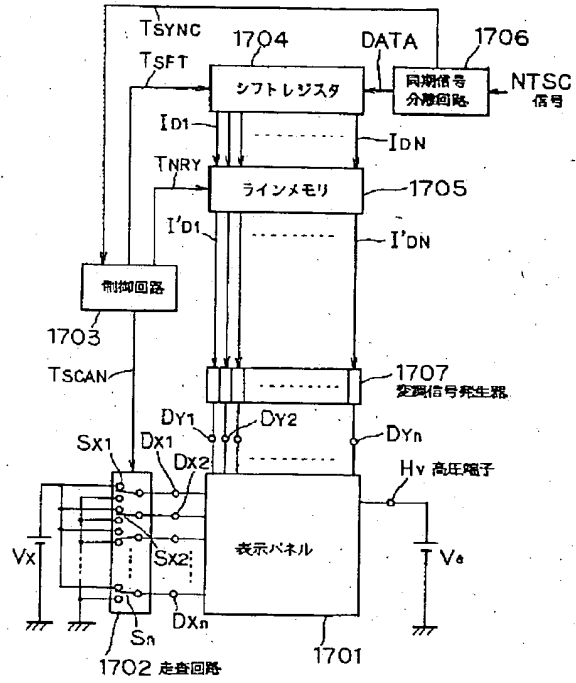 TSYNC
1704
DATA
1706
TSFT
シフトレジスタ
同期信号
分離回路
NTSC
信号
ID1
IDN
TNRY
ラインメモリ
1705
I'D1
I'DN
制御回路
1703
TSCAN
1707
変調信号発生器
DY1
DY2
DYn
SX1
DX1
DX2
HV 高圧端子
VX
SX2
表示パネル
Va
Sn
DXn
1702 走査回路
1701